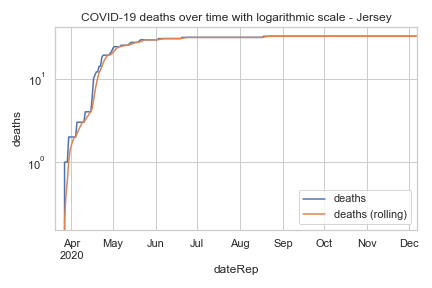 COVID-19 deaths over time with logarithmic scale - Jersey
deaths
10¹
10⁰
deaths
deaths (rolling)
Apr May Jun Jul Aug Sep Oct Nov Dec
2020
dateRep